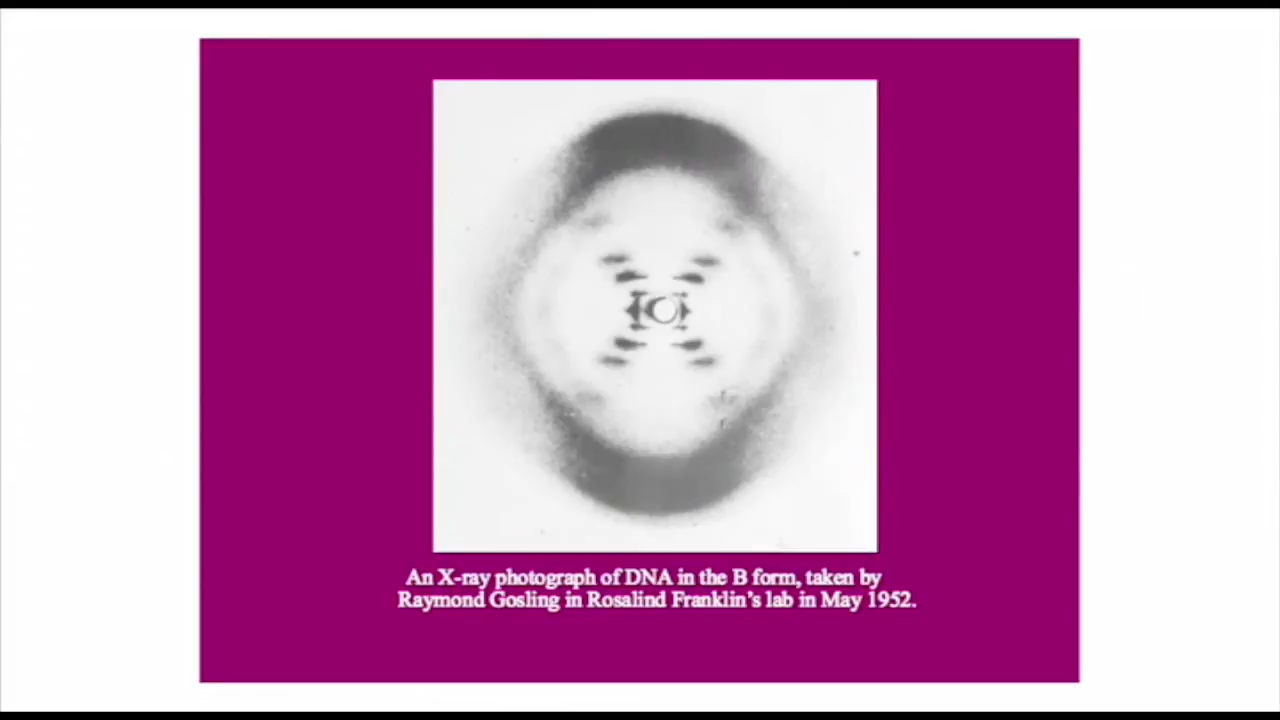 An X-ray photograph of DNA in the B form, taken by
Raymond Gosling in Rosalind Franklin’s lab in May 1952.